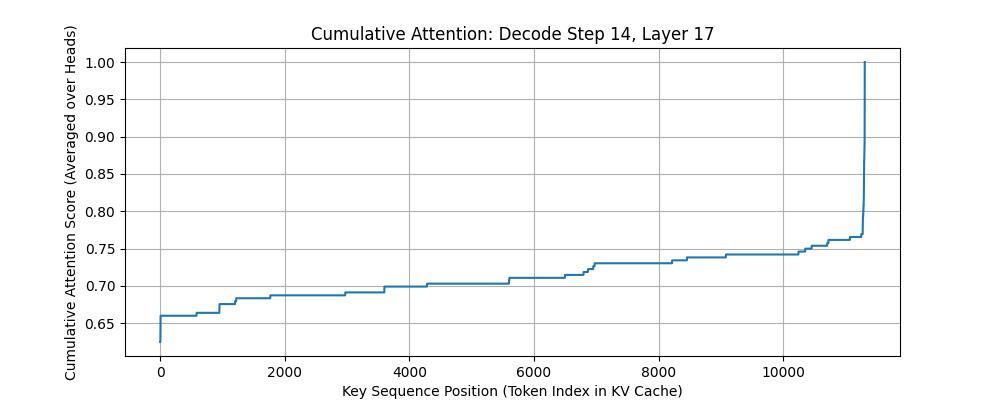 Cumulative Attention: Decode Step 14, Layer 17
Cumulative Attention Score (Averaged over Heads)
1.00
0.95
0.90
0.85
0.80
0.75
0.70
0.65
0 2000 4000 6000 8000 10000
Key Sequence Position (Token Index in KV Cache)